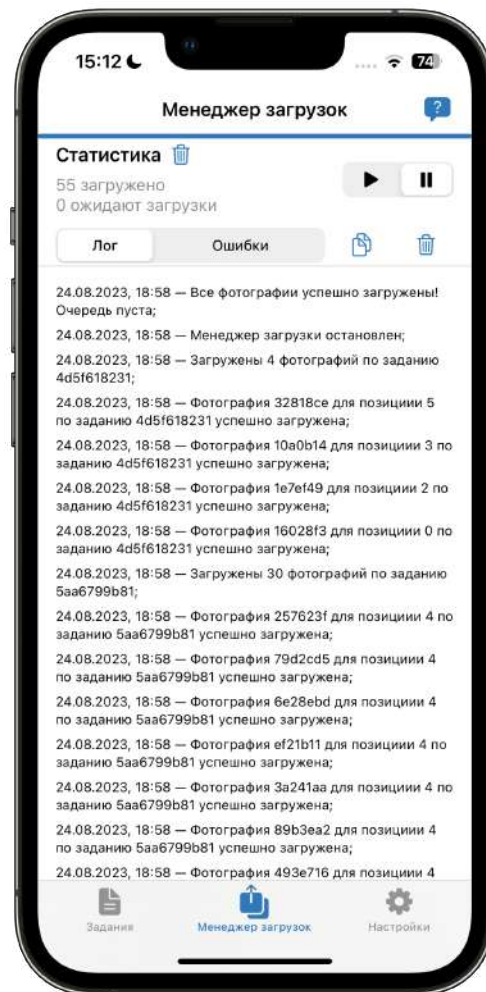 15:12
74
Менеджер загрузок
?
Статистика
55 загружено
0 ожидают загрузки
Лог Ошибки
24.08.2023, 18:58 — Все фотографии успешно загружены!
Очередь пуста;
24.08.2023, 18:58 — Менеджер загрузки остановлен;
24.08.2023, 18:58 — Загружены 4 фотографий по заданию
4d5f618231;
24.08.2023, 18:58 — Фотография 32818ce для позициии 5
по заданию 4d5f618231 успешно загружена;
24.08.2023, 18:58 — Фотография 10a0b14 для позициии 3 по
заданию 4d5f618231 успешно загружена;
24.08.2023, 18:58 — Фотография 1e7ef49 для позициии 2 по
заданию 4d5f618231 успешно загружена;
24.08.2023, 18:58 — Фотография 16028f3 для позициии 0 по
заданию 4d5f618231 успешно загружена;
24.08.2023, 18:58 — Загружены 30 фотографий по заданию
5aa6799b81;
24.08.2023, 18:58 — Фотография 257623f для позициии 4 по
заданию 5aa6799b81 успешно загружена;
24.08.2023, 18:58 — Фотография 79d2cd5 для позициии 4
по заданию 5aa6799b81 успешно загружена;
24.08.2023, 18:58 — Фотография 6e28ebd для позициии 4
по заданию 5aa6799b81 успешно загружена;
24.08.2023, 18:58 — Фотография ef21b11 для позициии 4 по
заданию 5aa6799b81 успешно загружена;
24.08.2023, 18:58 — Фотография 3a241aa для позициии 4 по
заданию 5aa6799b81 успешно загружена;
24.08.2023, 18:58 — Фотография 89b3ea2 для позициии 4
по заданию 5aa6799b81 успешно загружена;
24.08.2023, 18:58 — Фотография 493e716 для позициии 4
Задания Менеджер загрузок Настройки